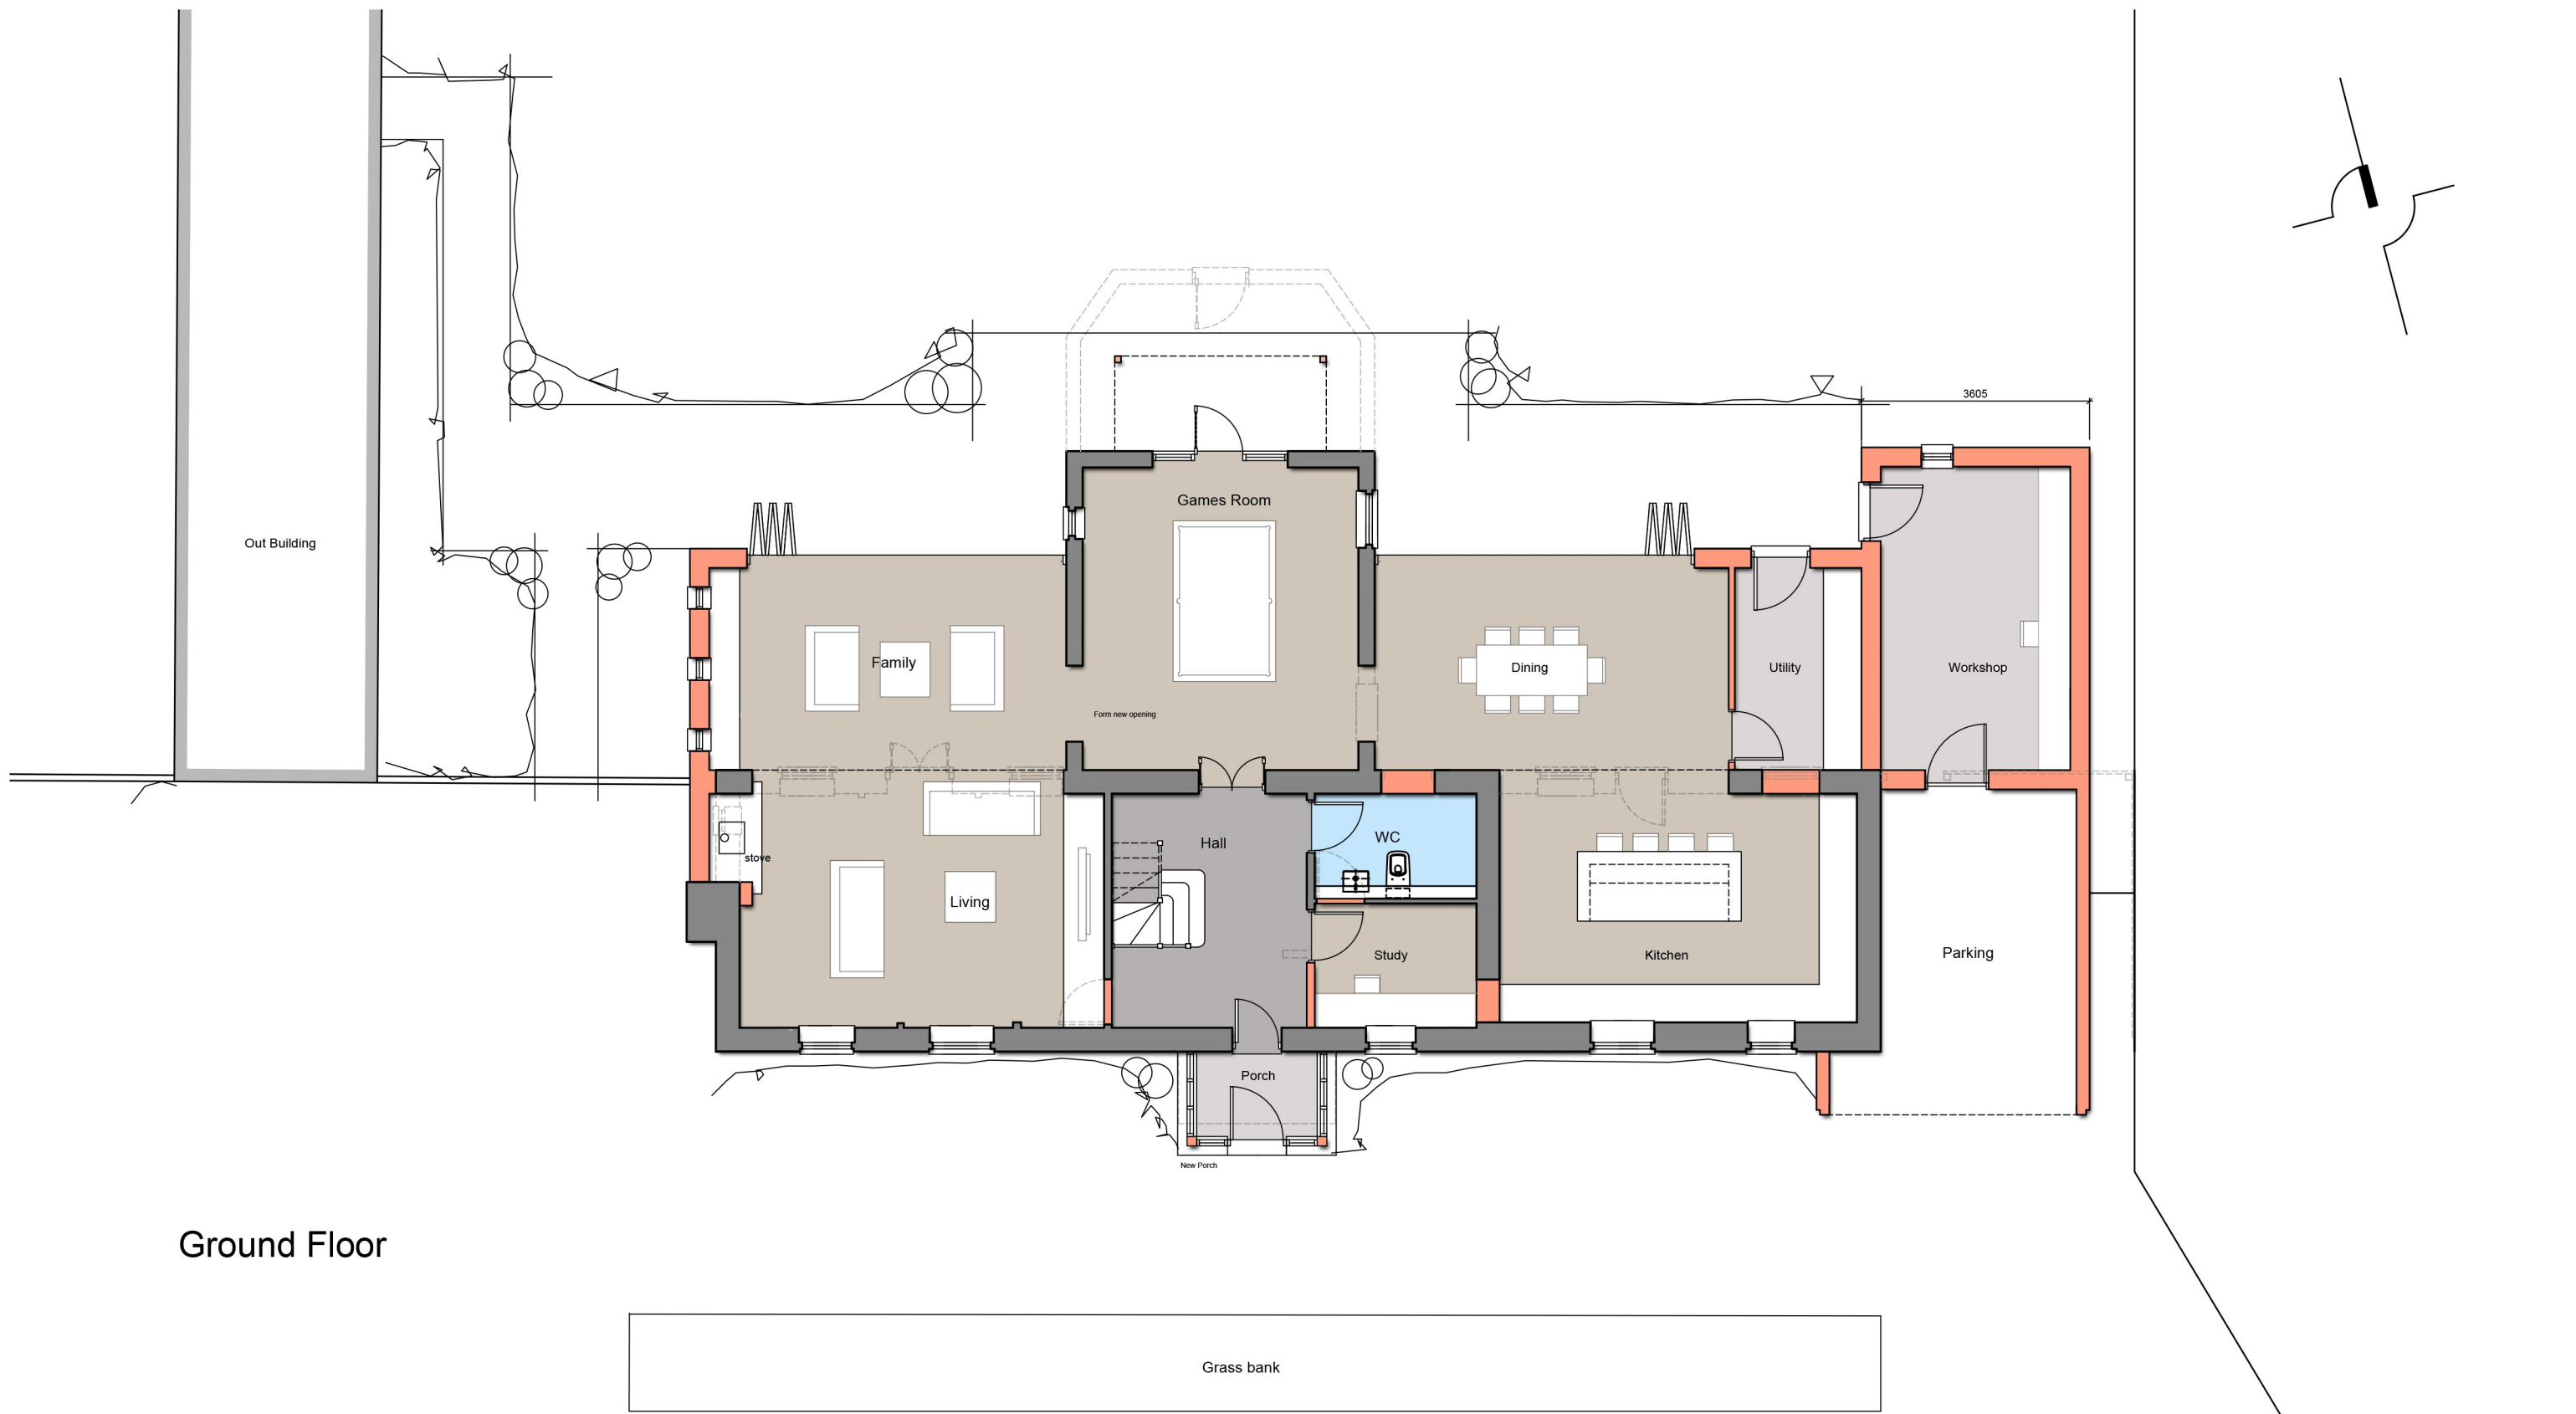 3605
Games Room
Out Building
Family
Dining
Utility
Workshop
Form new opening
WC
Hall
stove
Living
Study
Kitchen
Parking
Porch
New Porch
Ground Floor
Grass bank